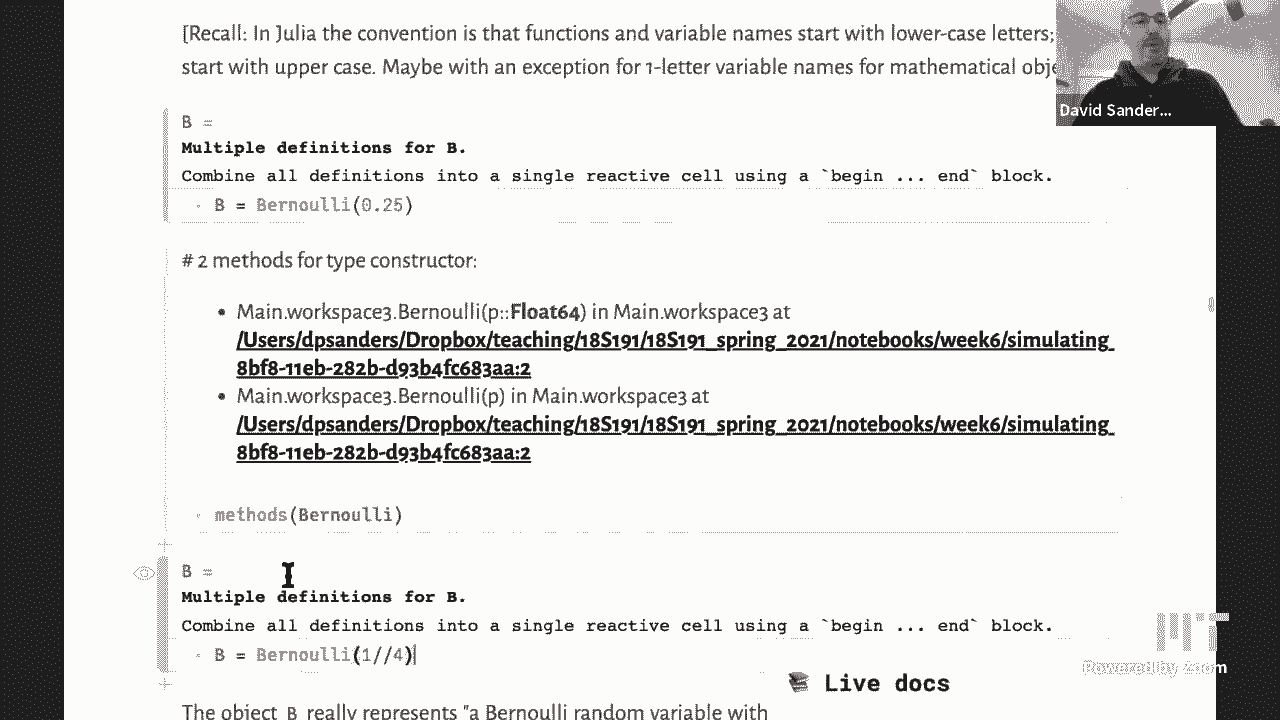 [Recall: In Julia the convention is that functions and variable names start with lower-case letters;
start with upper case. Maybe with an exception for 1-letter variable names for mathematical obje
David Sander...
B =
Multiple definitions for B.
Combine all definitions into a single reactive cell using a `begin ... end` block.
B = Bernoulli(0.25)
# 2 methods for type constructor:
• Main.workspace3.Bernoulli(p::Float64) in Main.workspace3 at
/Users/dpsanders/Dropbox/teaching/18S191/18S191_spring_2021/notebooks/week6/simulating_
8bf8-11eb-282b-d93b4fc683aa:2
• Main.workspace3.Bernoulli(p) in Main.workspace3 at
/Users/dpsanders/Dropbox/teaching/18S191/18S191_spring_2021/notebooks/week6/simulating_
8bf8-11eb-282b-d93b4fc683aa:2
methods(Bernoulli)
B =
Multiple definitions for B.
Combine all definitions into a single reactive cell using a `begin ... end` block.
B = Bernoulli(1//4)
MIT
Powered by Zoom
Live docs
The object B really represents "a Bernoulli random variable with